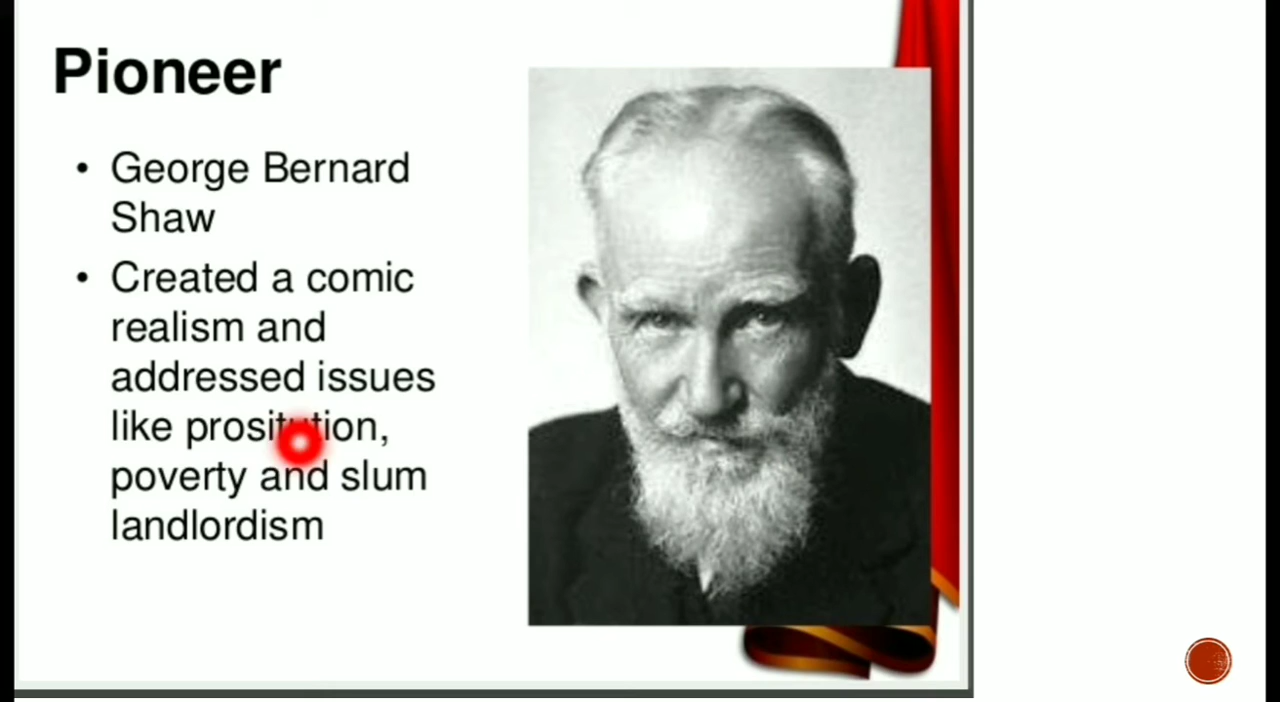 Pioneer
• George Bernard
Shaw
• Created a comic
realism and
addressed issues
like prositution,
poverty and slum
landlordism